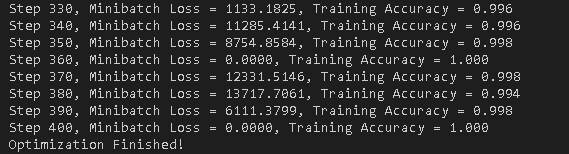 Step 330, Minibatch Loss = 1133.1825, Training Accuracy = 0.996
Step 340, Minibatch Loss = 11285.4141, Training Accuracy = 0.996
Step 350, Minibatch Loss = 8754.8584, Training Accuracy = 0.998
Step 360, Minibatch Loss = 0.0000, Training Accuracy = 1.000
Step 370, Minibatch Loss = 12331.5146, Training Accuracy = 0.998
Step 380, Minibatch Loss = 13717.7061, Training Accuracy = 0.994
Step 390, Minibatch Loss = 6111.3799, Training Accuracy = 0.998
Step 400, Minibatch Loss = 0.0000, Training Accuracy = 1.000
Optimization Finished!